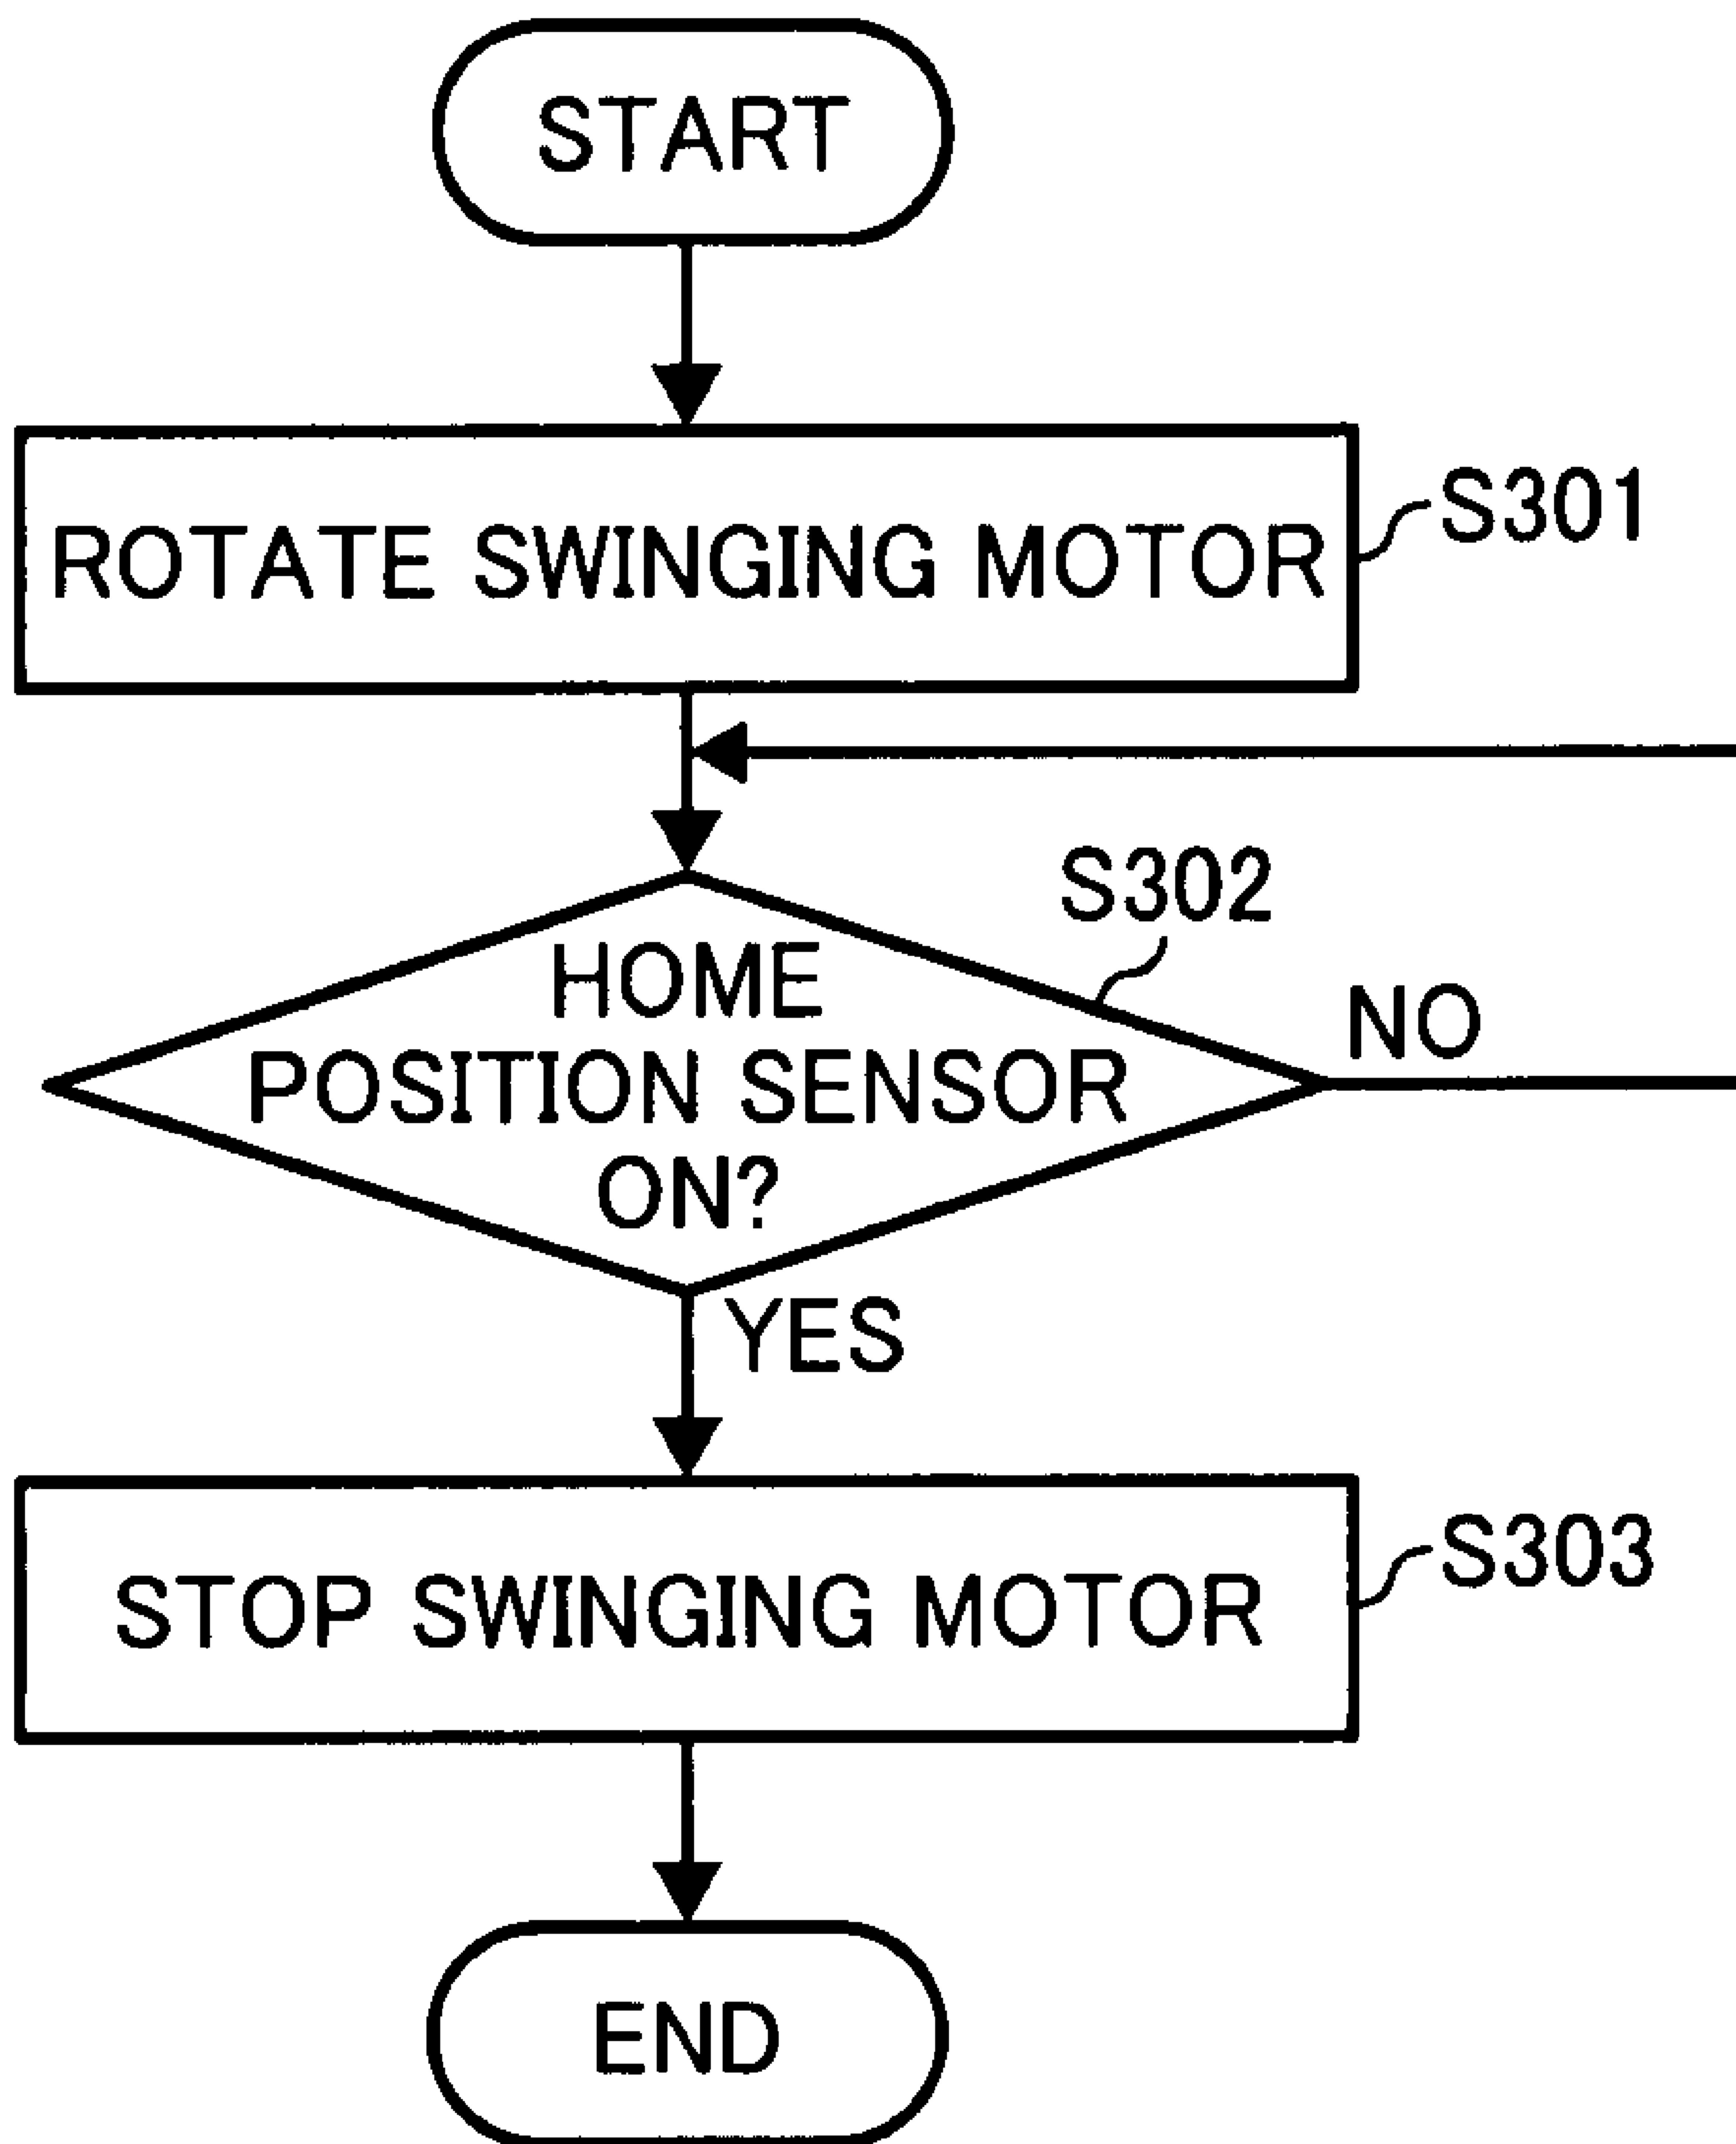 START
ROTATE SWINGING MOTOR
S301
S302
HOME
POSITION SENSOR
ON?
NO
YES
STOP SWINGING MOTOR
S303
END